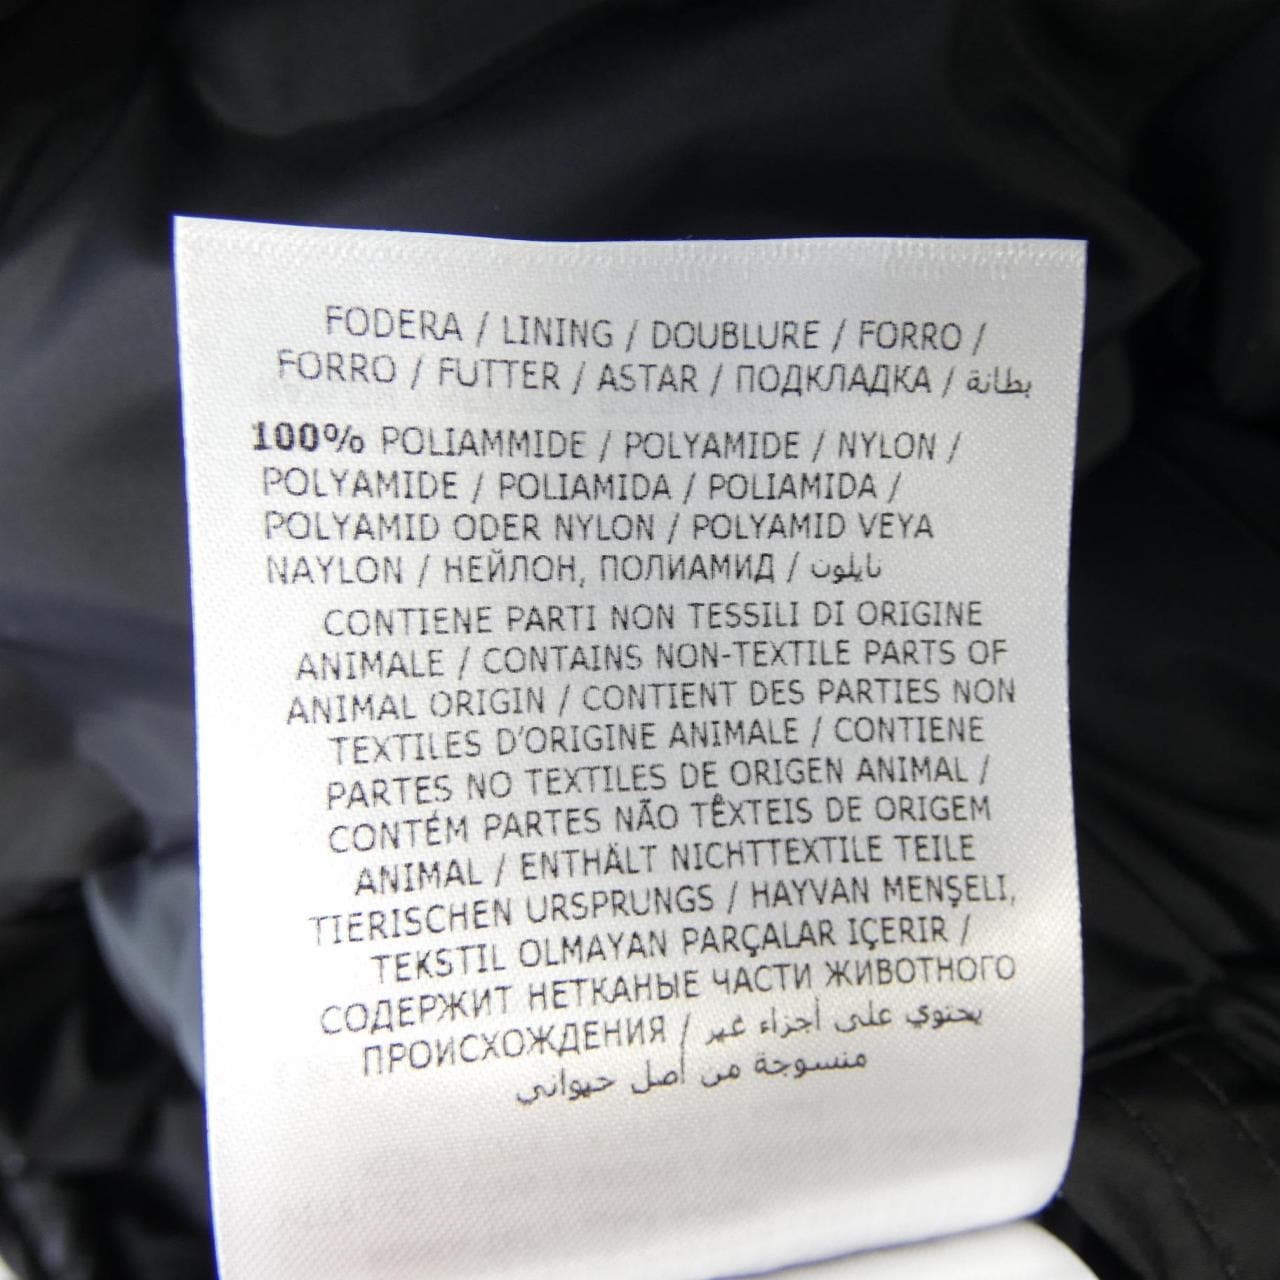 FODERA / LINING / DOUBLURE / FORRO /
FORRO / FUTTER / ASTAR / ПОДКЛАДКА / بطانة
100% POLIAMMIDE / POLYAMIDE / NYLON /
POLYAMIDE / POLIAMIDA / POLIAMIDA /
POLYAMID ODER NYLON / POLYAMID VEYA
NAYLON / НЕЙЛОН, ПОЛИАМИД / نايلون
CONTIENE PARTI NON TESSILI DI ORIGINE
ANIMALE / CONTAINS NON-TEXTILE PARTS OF
ANIMAL ORIGIN / CONTIENT DES PARTIES NON
TEXTILES D'ORIGINE ANIMALE / CONTIENE
PARTES NO TEXTILES DE ORIGEN ANIMAL /
CONTÉM PARTES NÃO TÊXTEIS DE ORIGEM
ANIMAL / ENTHÄLT NICHTTEXTILE TEILE
TIERISCHEN URSPRUNGS / HAYVAN MENŞELI,
TEKSTIL OLMAYAN PARÇALAR IÇERIR /
СОДЕРЖИТ НЕТКАНЫЕ ЧАСТИ ЖИВОТНОГО
ПРОИСХОЖДЕНИЯ / يحتوي على أجزاء غير
منسوجة من أصل حيواني